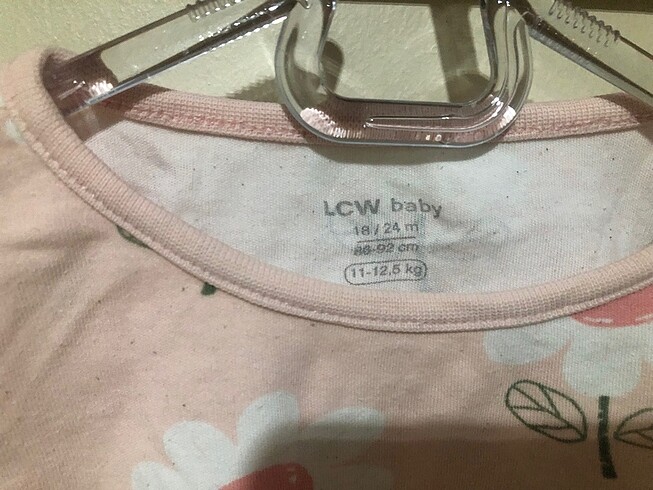 LCW baby
18 / 24 m
86-92 cm
11-12,5 kg